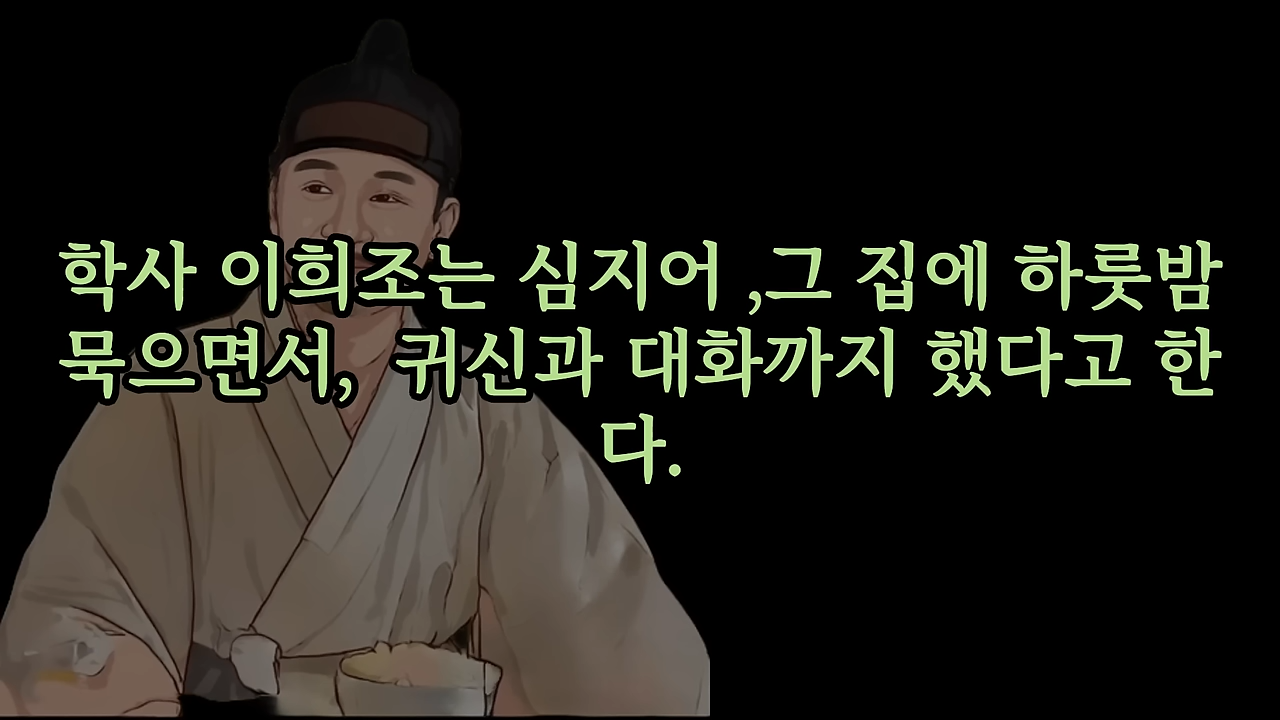 학사 이희조는 심지어 ,그 집에 하룻밤
묵으면서, 귀신과 대화까지 했다고 한
다.